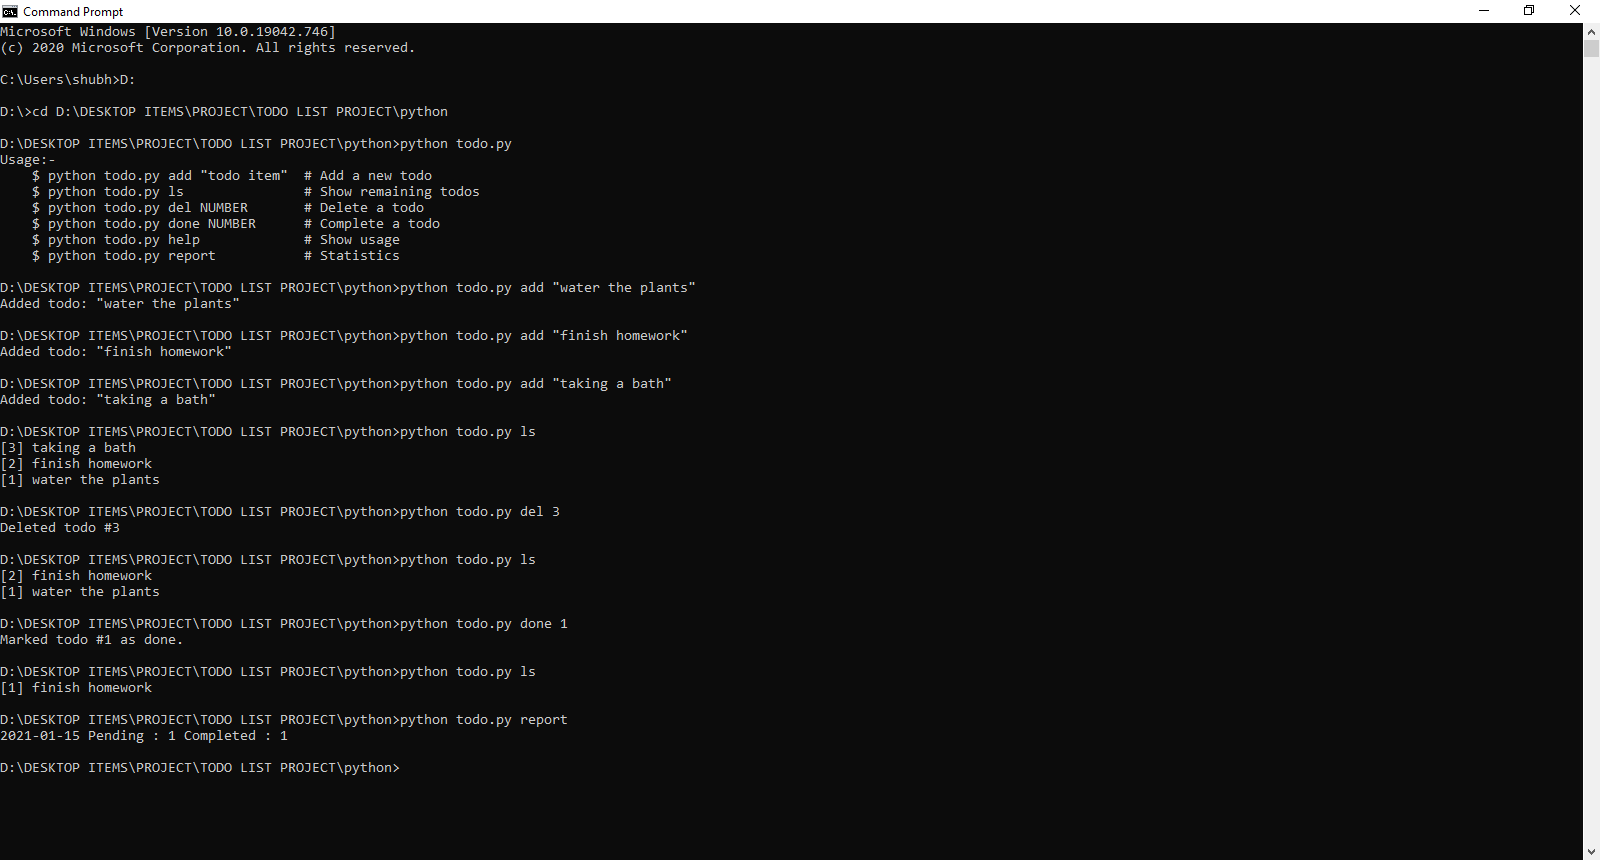 Command Prompt
Microsoft Windows [Version 10.0.19042.746]
(c) 2020 Microsoft Corporation. All rights reserved.
C:\Users\shubh>D:
D:\>cd D:\DESKTOP ITEMS\PROJECT\TODO LIST PROJECT\python
D:\DESKTOP ITEMS\PROJECT\TODO LIST PROJECT\python>python todo.py
Usage:-
    $ python todo.py add "todo item"  # Add a new todo
    $ python todo.py ls               # Show remaining todos
    $ python todo.py del NUMBER       # Delete a todo
    $ python todo.py done NUMBER      # Complete a todo
    $ python todo.py help             # Show usage
    $ python todo.py report           # Statistics
D:\DESKTOP ITEMS\PROJECT\TODO LIST PROJECT\python>python todo.py add "water the plants"
Added todo: "water the plants"
D:\DESKTOP ITEMS\PROJECT\TODO LIST PROJECT\python>python todo.py add "finish homework"
Added todo: "finish homework"
D:\DESKTOP ITEMS\PROJECT\TODO LIST PROJECT\python>python todo.py add "taking a bath"
Added todo: "taking a bath"
D:\DESKTOP ITEMS\PROJECT\TODO LIST PROJECT\python>python todo.py ls
[3] taking a bath
[2] finish homework
[1] water the plants
D:\DESKTOP ITEMS\PROJECT\TODO LIST PROJECT\python>python todo.py del 3
Deleted todo #3
D:\DESKTOP ITEMS\PROJECT\TODO LIST PROJECT\python>python todo.py ls
[2] finish homework
[1] water the plants
D:\DESKTOP ITEMS\PROJECT\TODO LIST PROJECT\python>python todo.py done 1
Marked todo #1 as done.
D:\DESKTOP ITEMS\PROJECT\TODO LIST PROJECT\python>python todo.py ls
[1] finish homework
D:\DESKTOP ITEMS\PROJECT\TODO LIST PROJECT\python>python todo.py report
2021-01-15 Pending : 1 Completed : 1
D:\DESKTOP ITEMS\PROJECT\TODO LIST PROJECT\python>